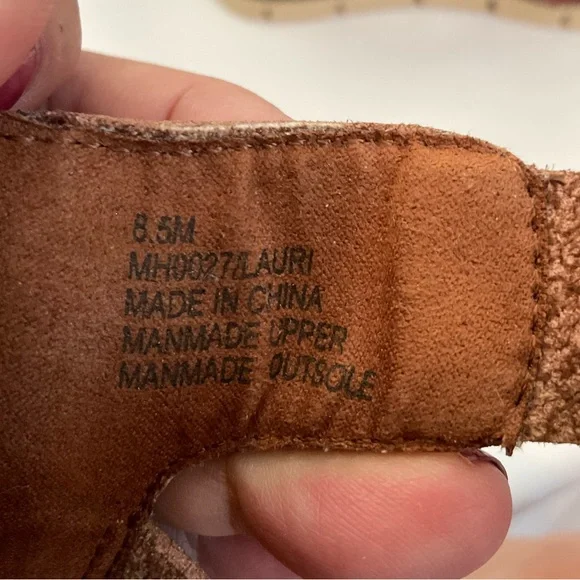 8.5M
MH0027/LAURI
MADE IN CHINA
MANMADE UPPER
MANMADE OUTSOLE